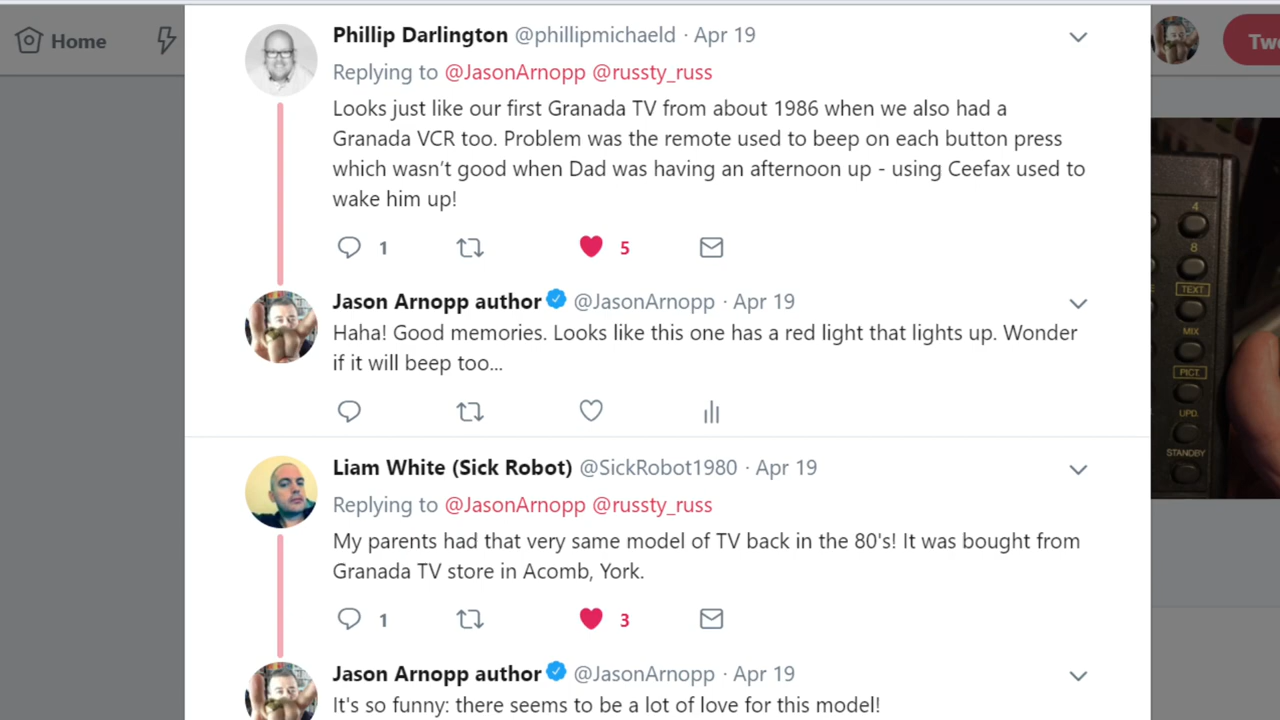 Home
Phillip Darlington @phillipmichaeld · Apr 19
Replying to @JasonArnopp @russty_russ
Looks just like our first Granada TV from about 1986 when we also had a
Granada VCR too. Problem was the remote used to beep on each button press
which wasn't good when Dad was having an afternoon up - using Ceefax used to
wake him up!
1 5
Jason Arnopp author @JasonArnopp · Apr 19
Haha! Good memories. Looks like this one has a red light that lights up. Wonder
if it will beep too...
Liam White (Sick Robot) @SickRobot1980 · Apr 19
Replying to @JasonArnopp @russty_russ
My parents had that very same model of TV back in the 80's! It was bought from
Granada TV store in Acomb, York.
1 3
Jason Arnopp author @JasonArnopp · Apr 19
It's so funny: there seems to be a lot of love for this model!
4
8
TEXT
MIX
PICT.
UPD.
STANDBY